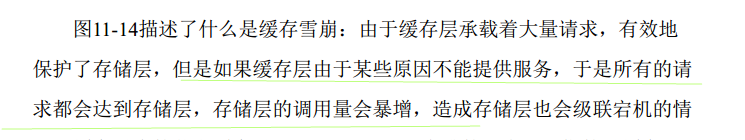 图11-14描述了什么是缓存雪崩：由于缓存层承载着大量请求，有效地
保护了存储层，但是如果缓存层由于某些原因不能提供服务，于是所有的请
求都会达到存储层，存储层的调用量会暴增，造成存储层也会级联宕机的情